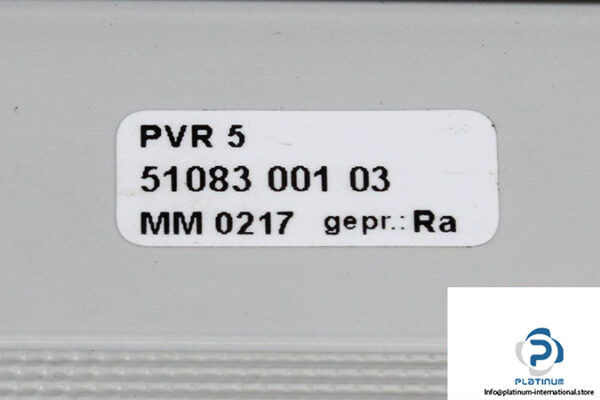 PVR 5
51083 001 03
MM 0217 gepr.: Ra
PLATINUM
Info@platinum-international.store